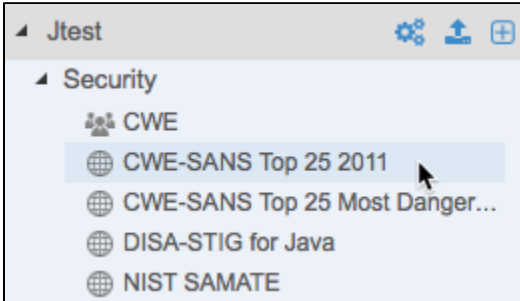 Jtest
Security
CWE
CWE-SANS Top 25 2011
CWE-SANS Top 25 Most Danger...
DISA-STIG for Java
NIST SAMATE